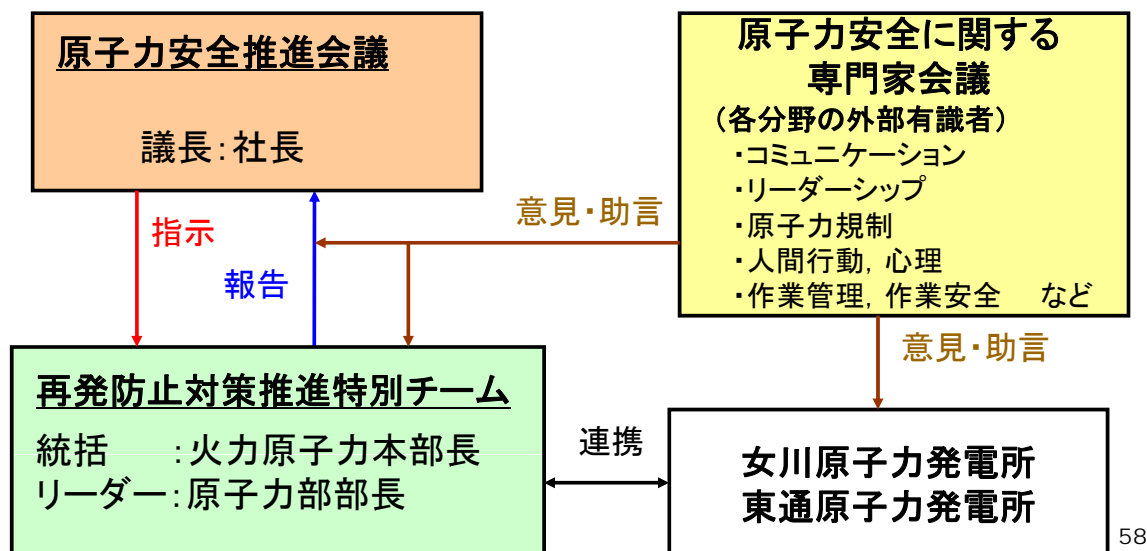 原子力安全推進会議
議長:社長
原子力安全に関する
専門家会議
(各分野の外部有識者)
・コミュニケーション
・リーダーシップ
・原子力規制
・人間行動,心理
・作業管理,作業安全 など
指示
報告
意見・助言
意見・助言
再発防止対策推進特別チーム
統括 :火力原子力本部長
リーダー:原子力部部長
連携
女川原子力発電所
東通原子力発電所
58